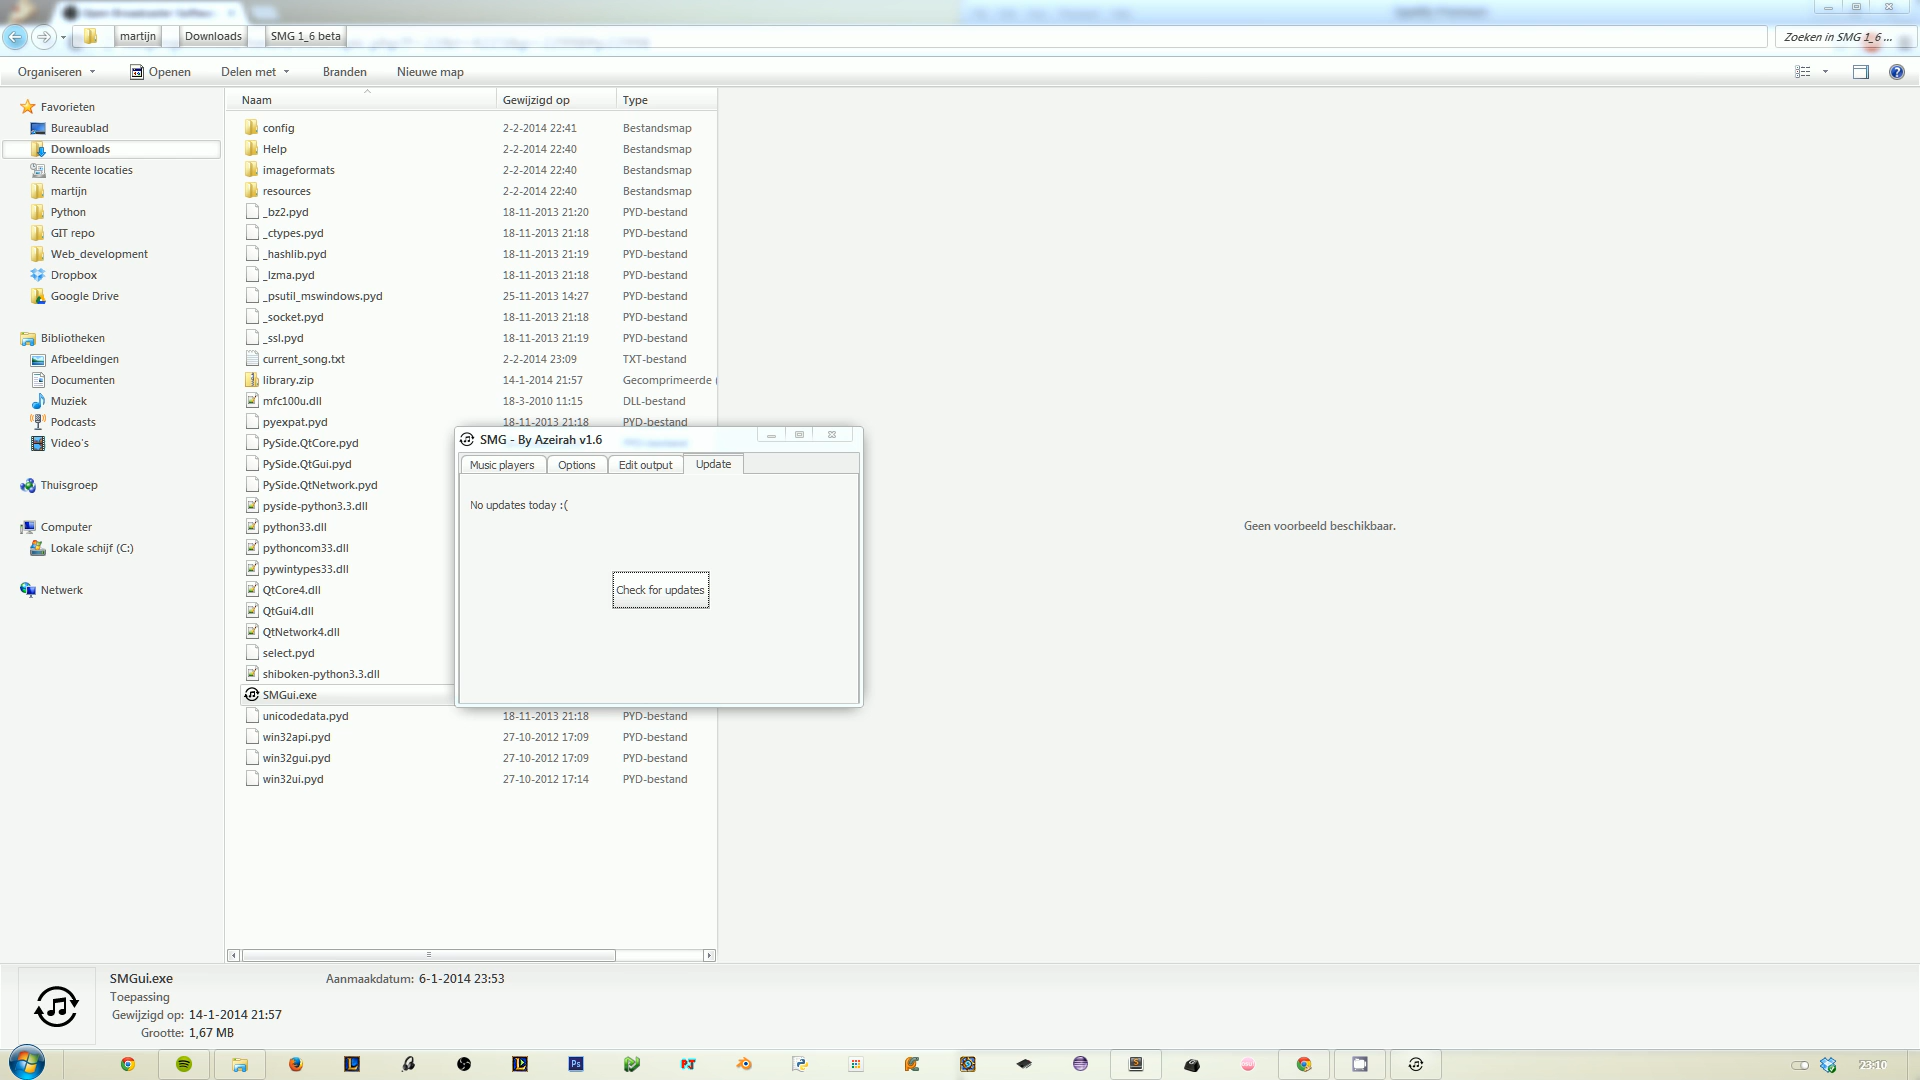 martijn
Downloads
SMG 1_6 beta
Zoeken in SMG 1_6 ...
Organiseren
Openen
Delen met
Branden
Nieuwe map
Favorieten
Bureaublad
Downloads
Recente locaties
martijn
Python
GIT repo
Web_development
Dropbox
Google Drive
Bibliotheken
Afbeeldingen
Documenten
Muziek
Podcasts
Video's
Thuisgroep
Computer
Lokale schijf (C:)
Netwerk
Naam Gewijzigd op Type
config 2-2-2014 22:41 Bestandsmap
Help 2-2-2014 22:40 Bestandsmap
imageformats 2-2-2014 22:40 Bestandsmap
resources 2-2-2014 22:40 Bestandsmap
_bz2.pyd 18-11-2013 21:20 PYD-bestand
_ctypes.pyd 18-11-2013 21:18 PYD-bestand
_hashlib.pyd 18-11-2013 21:19 PYD-bestand
_lzma.pyd 18-11-2013 21:18 PYD-bestand
_psutil_mswindows.pyd 25-11-2013 14:27 PYD-bestand
_socket.pyd 18-11-2013 21:18 PYD-bestand
_ssl.pyd 18-11-2013 21:19 PYD-bestand
current_song.txt 2-2-2014 23:09 TXT-bestand
library.zip 14-1-2014 21:57 Gecomprimeerde (
mfc100u.dll 18-3-2010 11:15 DLL-bestand
pyexpat.pyd 18-11-2013 21:18 PYD-bestand
PySide.QtCore.pyd
PySide.QtGui.pyd
PySide.QtNetwork.pyd
pyside-python3.3.dll
python33.dll
pythoncom33.dll
pywintypes33.dll
QtCore4.dll
QtGui4.dll
QtNetwork4.dll
select.pyd
shiboken-python3.3.dll
SMGui.exe
unicodedata.pyd 18-11-2013 21:18 PYD-bestand
win32api.pyd 27-10-2012 17:09 PYD-bestand
win32gui.pyd 27-10-2012 17:09 PYD-bestand
win32ui.pyd 27-10-2012 17:14 PYD-bestand
SMG - By Azeirah v1.6
Music players
Options
Edit output
Update
No updates today :(
Check for updates
Geen voorbeeld beschikbaar.
SMGui.exe Aanmaakdatum: 6-1-2014 23:53
Toepassing
Gewijzigd op: 14-1-2014 21:57
Grootte: 1,67 MB
23:10